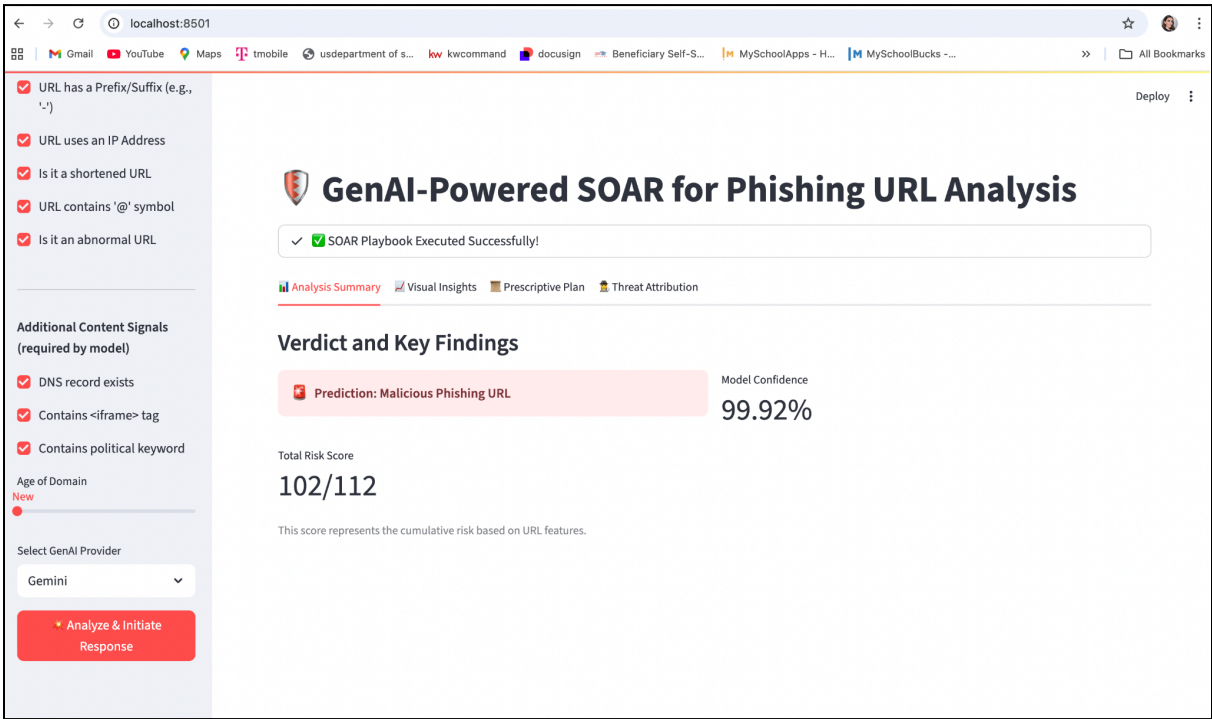 localhost:8501
Gmail YouTube Maps tmobile usdepartment of s... kw kwcommand docusign Beneficiary Self-S... MySchoolApps - H... MySchoolBucks -... » All Bookmarks
URL has a Prefix/Suffix (e.g.,
'-')
URL uses an IP Address
Is it a shortened URL
URL contains '@' symbol
Is it an abnormal URL
Additional Content Signals
(required by model)
DNS record exists
Contains <iframe> tag
Contains political keyword
Age of Domain
New
Select GenAI Provider
Gemini
Analyze & Initiate
Response
Deploy
GenAI-Powered SOAR for Phishing URL Analysis
SOAR Playbook Executed Successfully!
Analysis Summary Visual Insights Prescriptive Plan Threat Attribution
Verdict and Key Findings
Prediction: Malicious Phishing URL
Model Confidence
99.92%
Total Risk Score
102/112
This score represents the cumulative risk based on URL features.